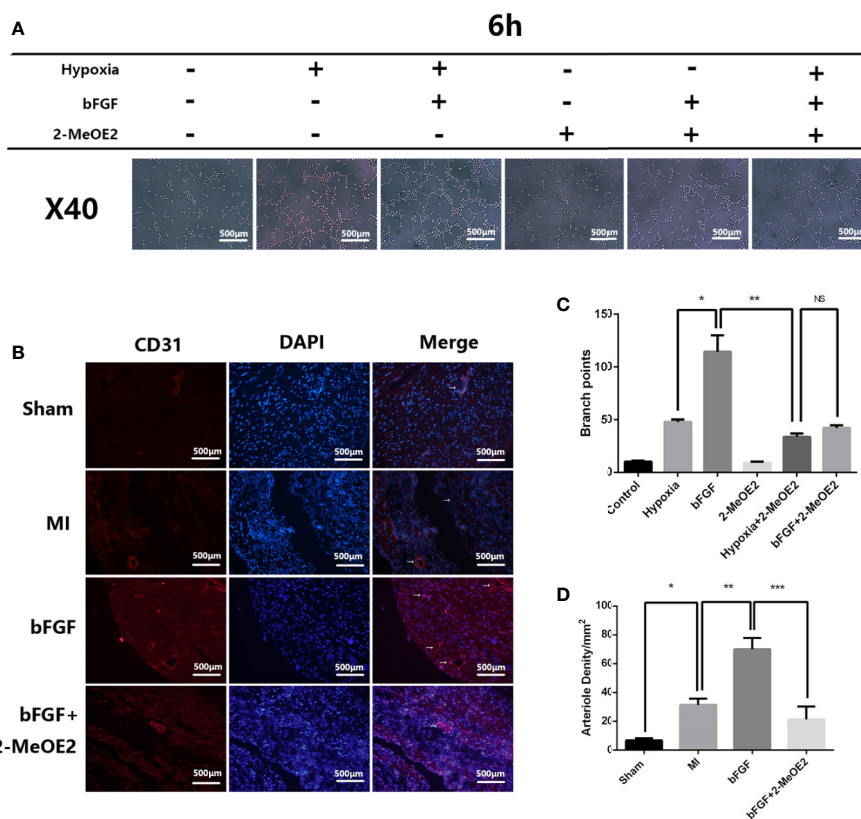 A
6h
Hypoxia - + + - - +
bFGF - - + - + +
2-MeOE2 - - - + + +
X40
500μm 500μm 500μm 500μm 500μm 500μm
B
CD31 DAPI Merge
Sham
500μm 500μm 500μm
MI
500μm 500μm 500μm
bFGF
500μm 500μm 500μm
bFGF+
2-MeOE2
500μm 500μm 500μm
C
* ** NS
Branch points
150
100
50
0
Control Hypoxia bFGF 2-MeOE2 Hypoxia+2-MeOE2 bFGF+2-MeOE2
D
* ** ***
Arteriole Denity/mm²
100
80
60
40
20
0
Sham MI bFGF bFGF+2-MeOE2